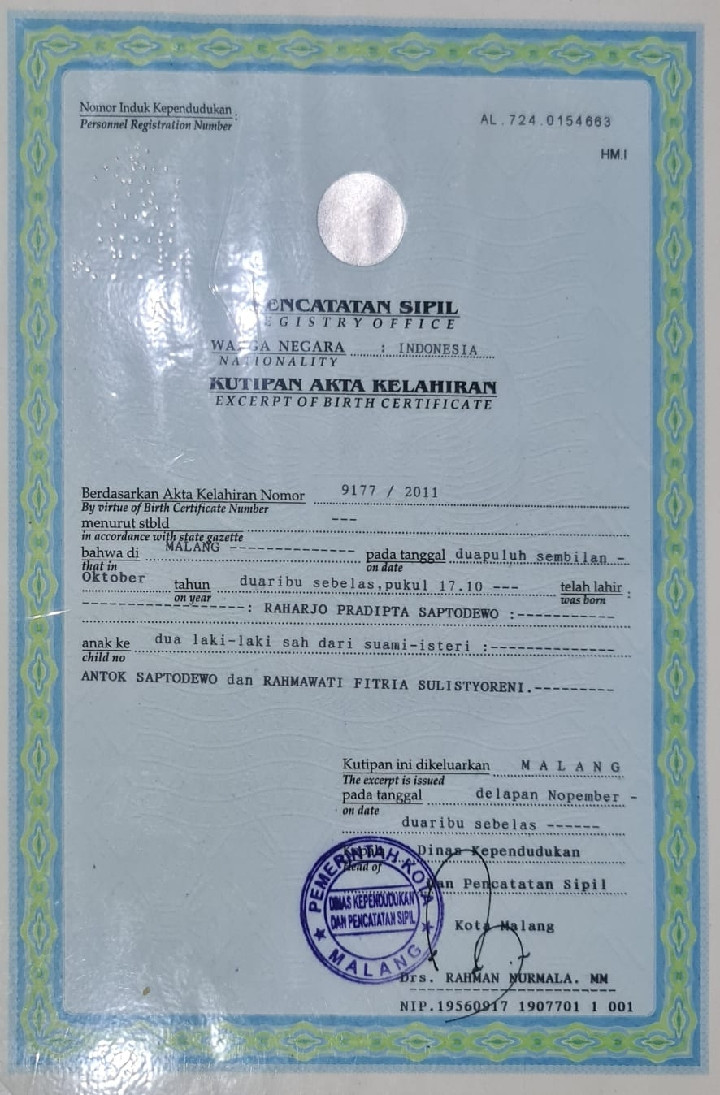 Nomor Induk Kependudukan
Personnel Registration Number
AL.724.0154663
HM.I
PENCATATAN SIPIL
REGISTRY OFFICE
WARGA NEGARA : INDONESIA
NATIONALITY
KUTIPAN AKTA KELAHIRAN
EXCERPT OF BIRTH CERTIFICATE
Berdasarkan Akta Kelahiran Nomor 9177 / 2011
By virtue of Birth Certificate Number
menurut stbld ---
in accordance with state gazette
bahwa di MALANG -------------- pada tanggal duapuluh sembilan -
that in on date
Oktober tahun duaribu sebelas,pukul 17.10 --- telah lahir :
on year was born
------------------: RAHARJO PRADIPTA SAPTODEWO :-----------
anak ke dua laki-laki sah dari suami-isteri :--------------
child no
ANTOK SAPTODEWO dan RAHMAWATI FITRIA SULISTYORENI.---------
Kutipan ini dikeluarkan M A L A N G
The excerpt is issued
pada tanggal delapan Nopember -
on date
duaribu sebelas ------
Kepala Dinas Kependudukan
Head of
dan Pencatatan Sipil
Kota Malang
PEMERINTAH KOTA
DINAS KEPENDUDUKAN
DAN PENCATATAN SIPIL
MALANG
Drs. RAHMAN NURMALA. MM
NIP.19560917 1907701 1 001